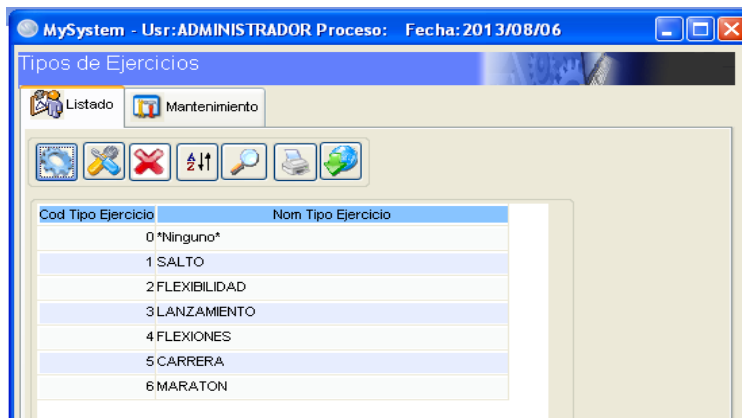 MySystem - Usr:ADMINISTRADOR Proceso: Fecha:2013/08/06
Tipos de Ejercicios
Listado Mantenimiento
Cod Tipo Ejercicio Nom Tipo Ejercicio
0 *Ninguno*
1 SALTO
2 FLEXIBILIDAD
3 LANZAMIENTO
4 FLEXIONES
5 CARRERA
6 MARATON